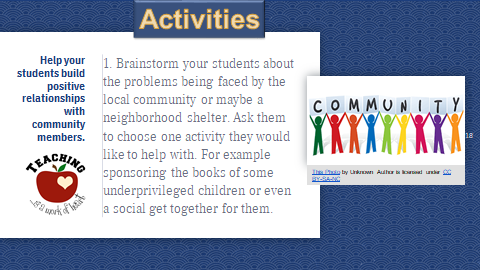 Activities
Help your
students build
positive
relationships
with
community
members.
1. Brainstorm your students about
the problems being faced by the
local community or maybe a
neighborhood shelter. Ask them
to choose one activity they would
like to help with. For example
sponsoring the books of some
underprivileged children or even
a social get together for them.
TEACHING
...is a work of heart
COMMUNITY
18
This Photo by Unknown Author is licensed under CC
BY-SA-NC